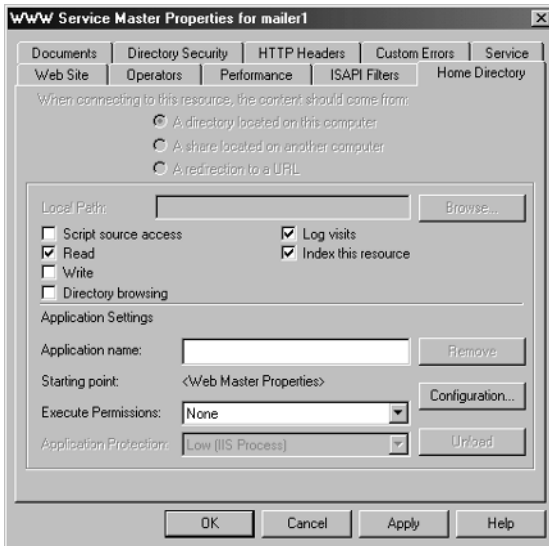 WWW Service Master Properties for mailer1
Documents Directory Security HTTP Headers Custom Errors Service
Web Site Operators Performance ISAPI Filters Home Directory
When connecting to this resource, the content should come from:
A directory located on this computer
A share located on another computer
A redirection to a URL
Local Path: Browse...
Script source access Log visits
Read Index this resource
Write
Directory browsing
Application Settings
Application name: Remove
Starting point: <Web Master Properties>
Configuration...
Execute Permissions: None
Application Protection: Low (IIS Process) Unload
OK Cancel Apply Help